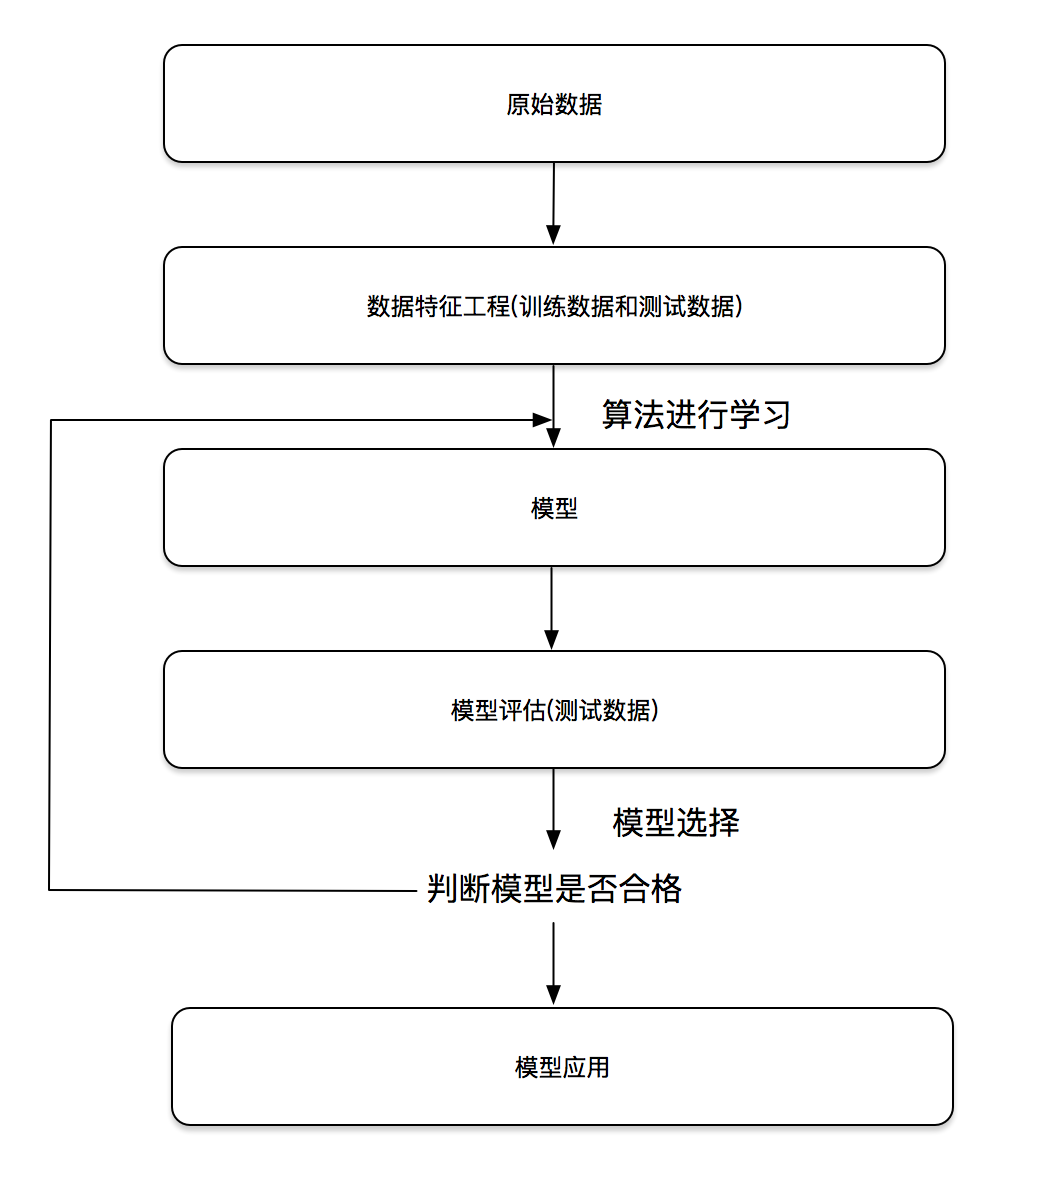 原始数据
数据特征工程(训练数据和测试数据)
算法进行学习
模型
模型评估(测试数据)
模型选择
判断模型是否合格
模型应用